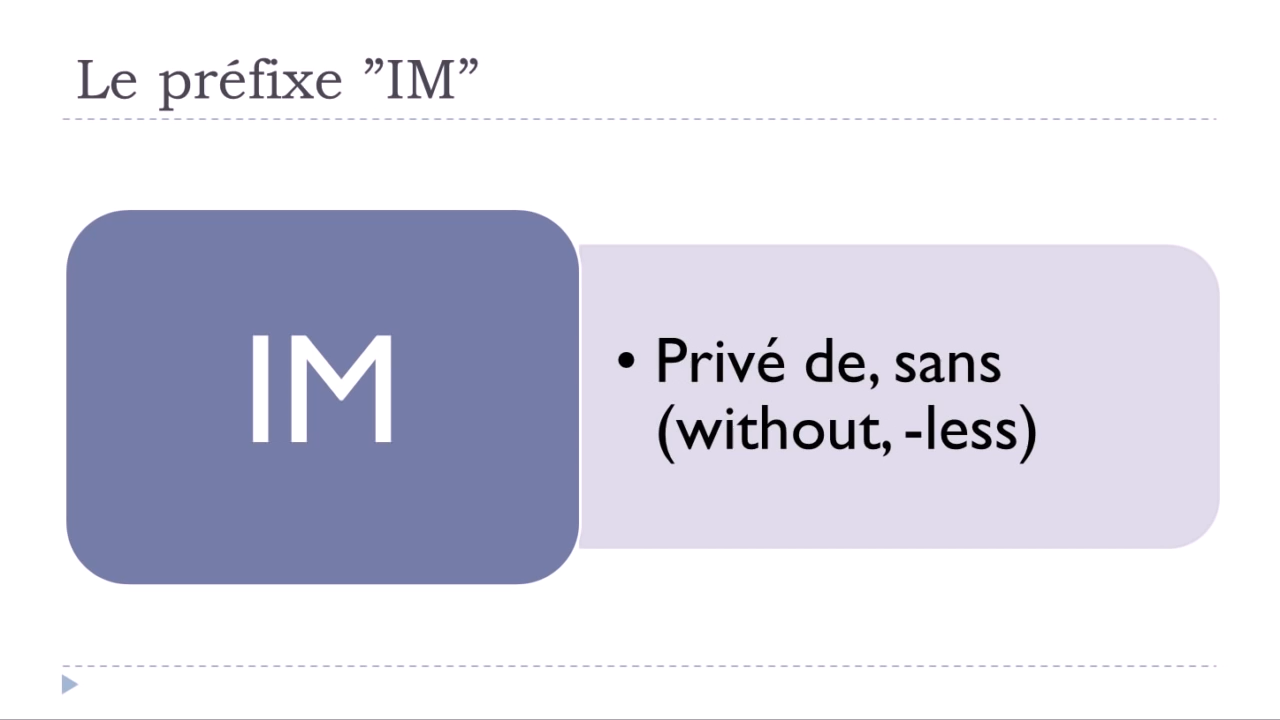 Le préfixe ”IM”
IM
• Privé de, sans
(without, -less)